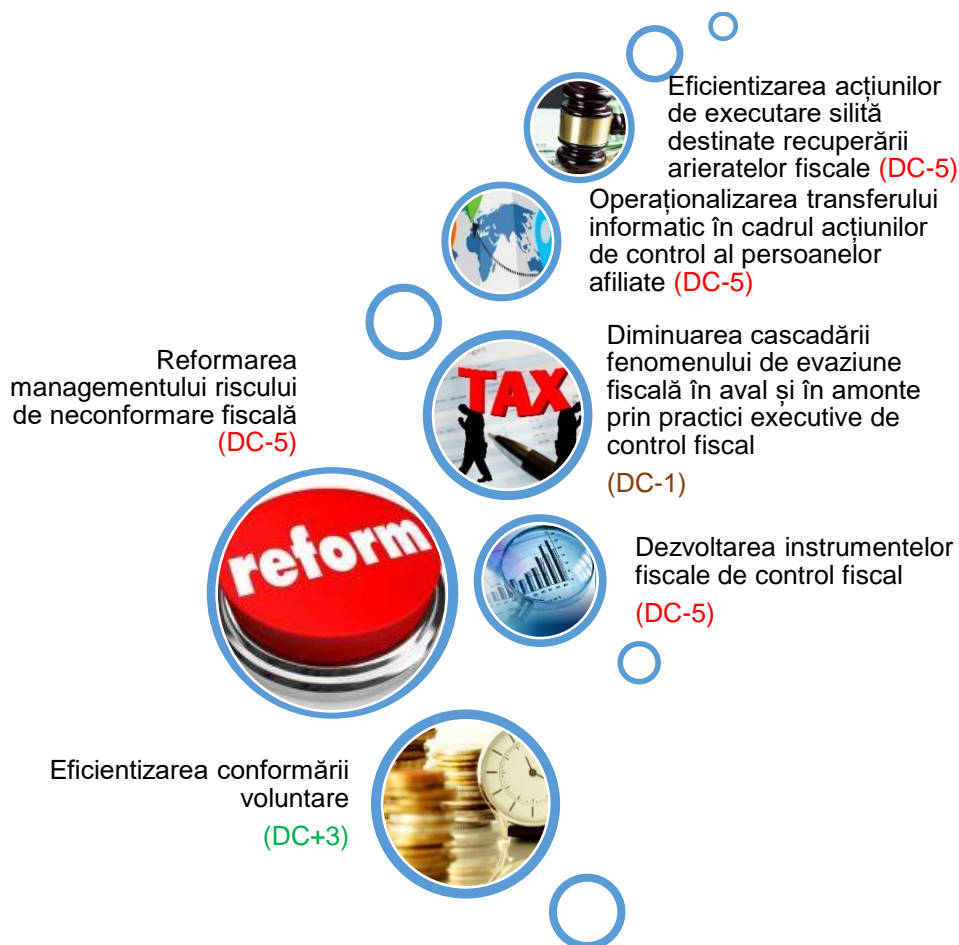 Eficientizarea acțiunilor
de executare silită
destinate recuperării
arieratelor fiscale (DC-5)
Operaționalizarea transferului
informatic în cadrul acțiunilor
de control al persoanelor
afiliate (DC-5)
Diminuarea cascadării
fenomenului de evaziune
fiscală în aval și în amonte
prin practici executive de
control fiscal
(DC-1)
TAX
Reformarea
managementului riscului
de neconformare fiscală
(DC-5)
reform
Dezvoltarea instrumentelor
fiscale de control fiscal
(DC-5)
Eficientizarea conformării
voluntare
(DC+3)